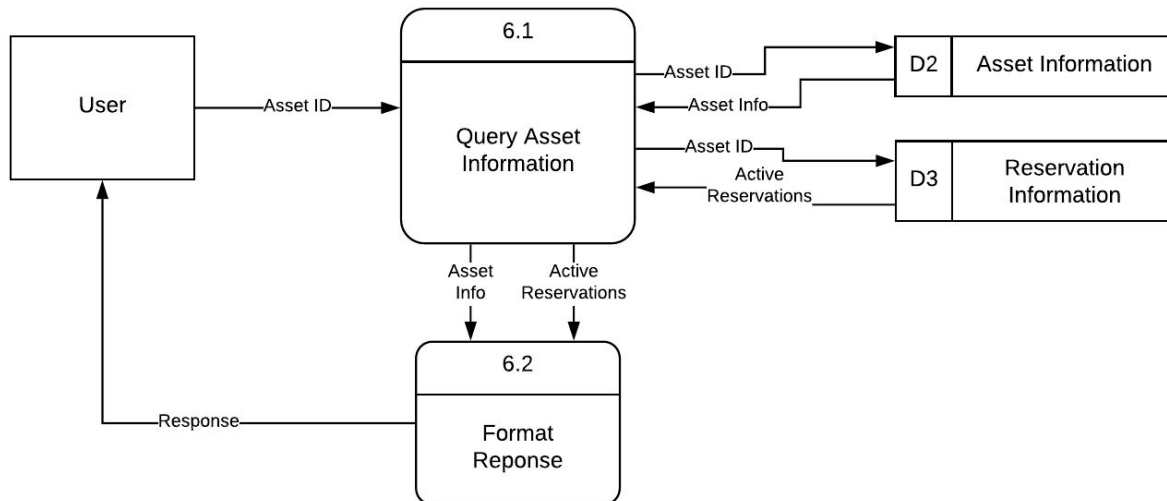 6.1
User
Asset ID
Query Asset
Information
Asset ID
Asset Info
Asset ID
Active
Reservations
D2
Asset Information
D3
Reservation
Information
Asset
Info
Active
Reservations
6.2
Format
Reponse
Response